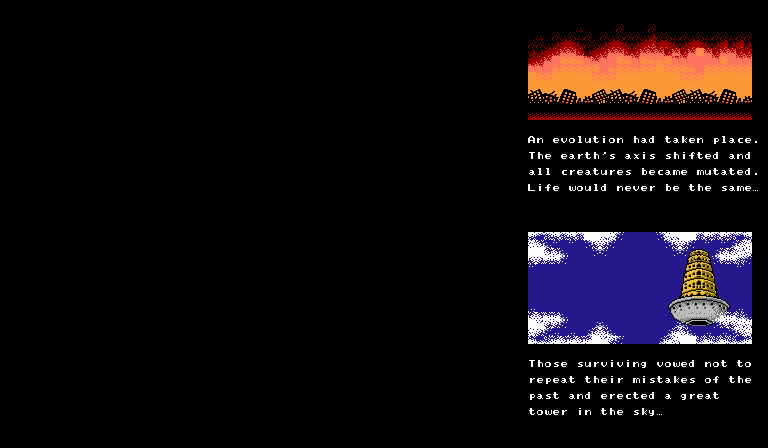 An evolution had taken place.
The earth's axis shifted and
all creatures became mutated.
Life would never be the same…
Those surviving vowed not to
repeat their mistakes of the
past and erected a great
tower in the sky…